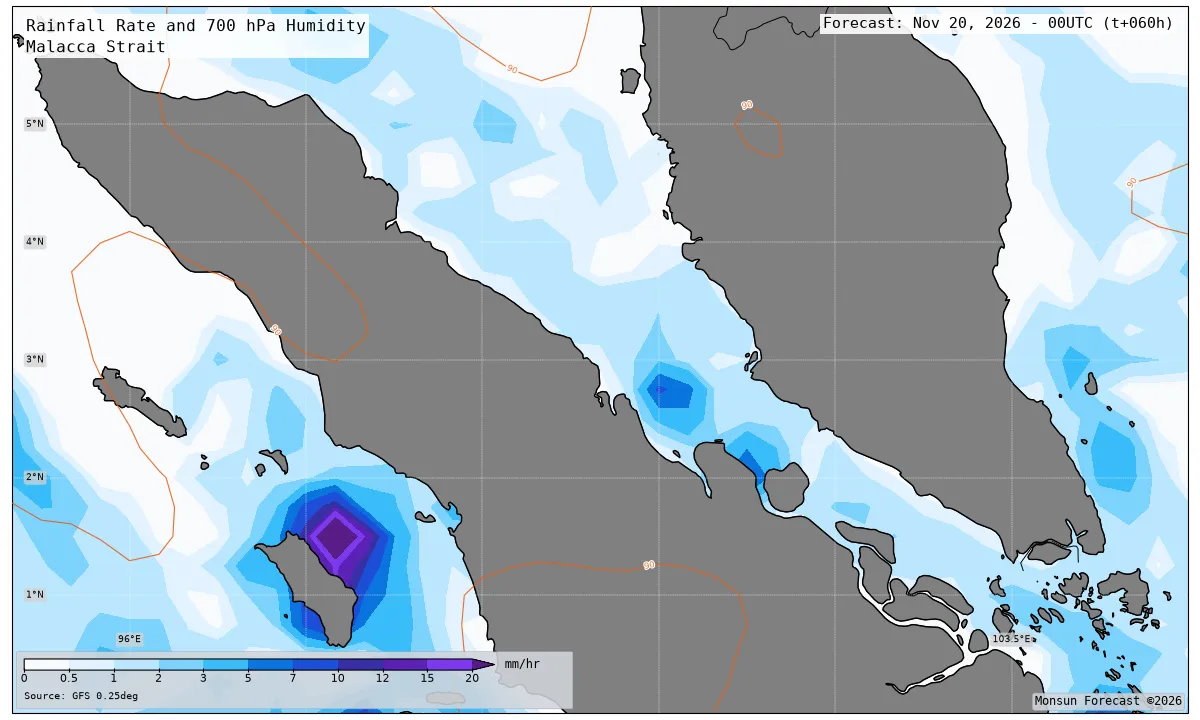 Rainfall Rate and 700 hPa Humidity
Malacca Strait
Forecast: Nov 20, 2026 - 00UTC (t+060h)
90
90
90
5°N
90
4°N
90
3°N
2°N
90
1°N
96°E
103.5°E
mm/hr
0 0.5 1 2 3 5 7 10 12 15 20
Source: GFS 0.25deg
Monsun Forecast ©2026